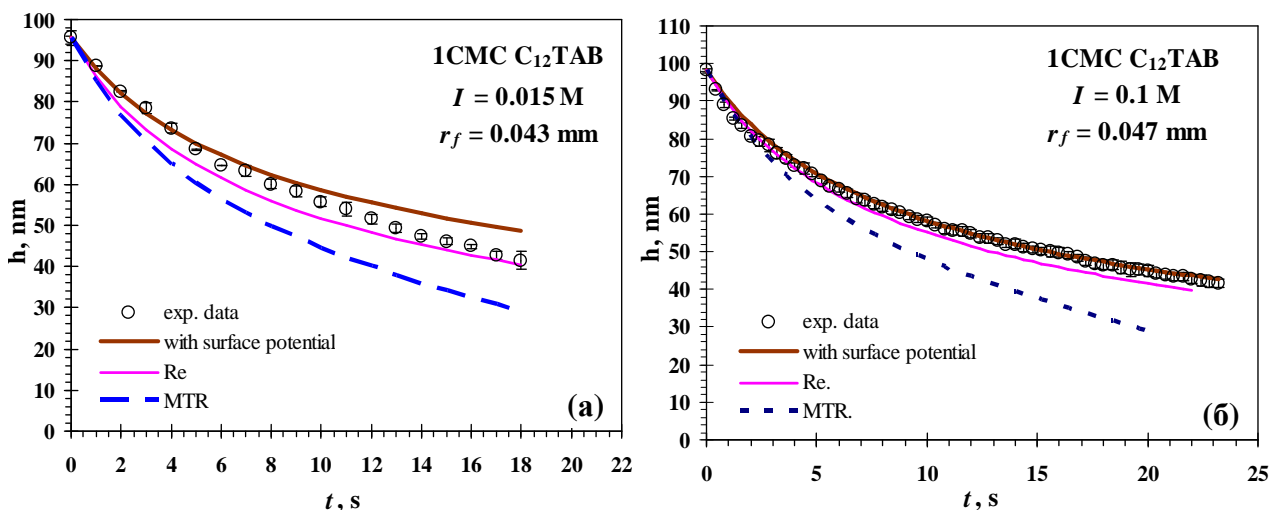 100
90
80
70
60
50
40
30
20
10
0
h, nm
0 2 4 6 8 10 12 14 16 18 20 22
t, s
1CMC C₁₂TAB
I = 0.015 M
r_f = 0.043 mm
exp. data
with surface potential
Re
MTR
(а)
110
100
90
80
70
60
50
40
30
20
10
0
h, nm
0 5 10 15 20 25
t, s
1CMC C₁₂TAB
I = 0.1 M
r_f = 0.047 mm
exp. data
with surface potential
Re.
MTR.
(б)